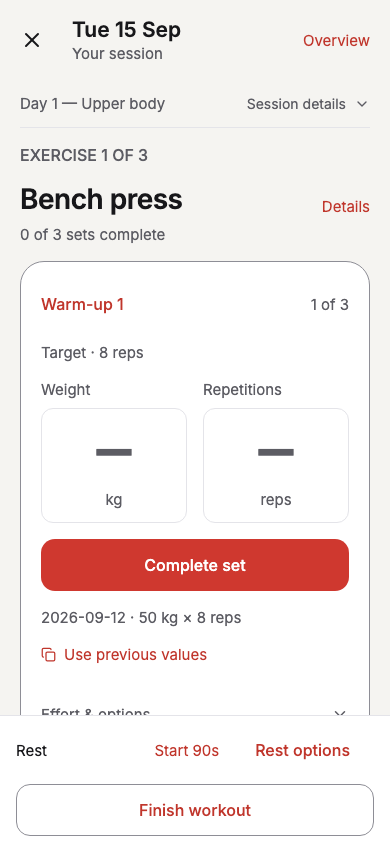 Tue 15 Sep
Your session
Overview
Day 1 — Upper body
Session details
EXERCISE 1 OF 3
Bench press
Details
0 of 3 sets complete
Warm-up 1
1 of 3
Target · 8 reps
Weight
Repetitions
kg
reps
Complete set
2026-09-12 · 50 kg × 8 reps
Use previous values
Effort & options
Rest
Start 90s
Rest options
Finish workout